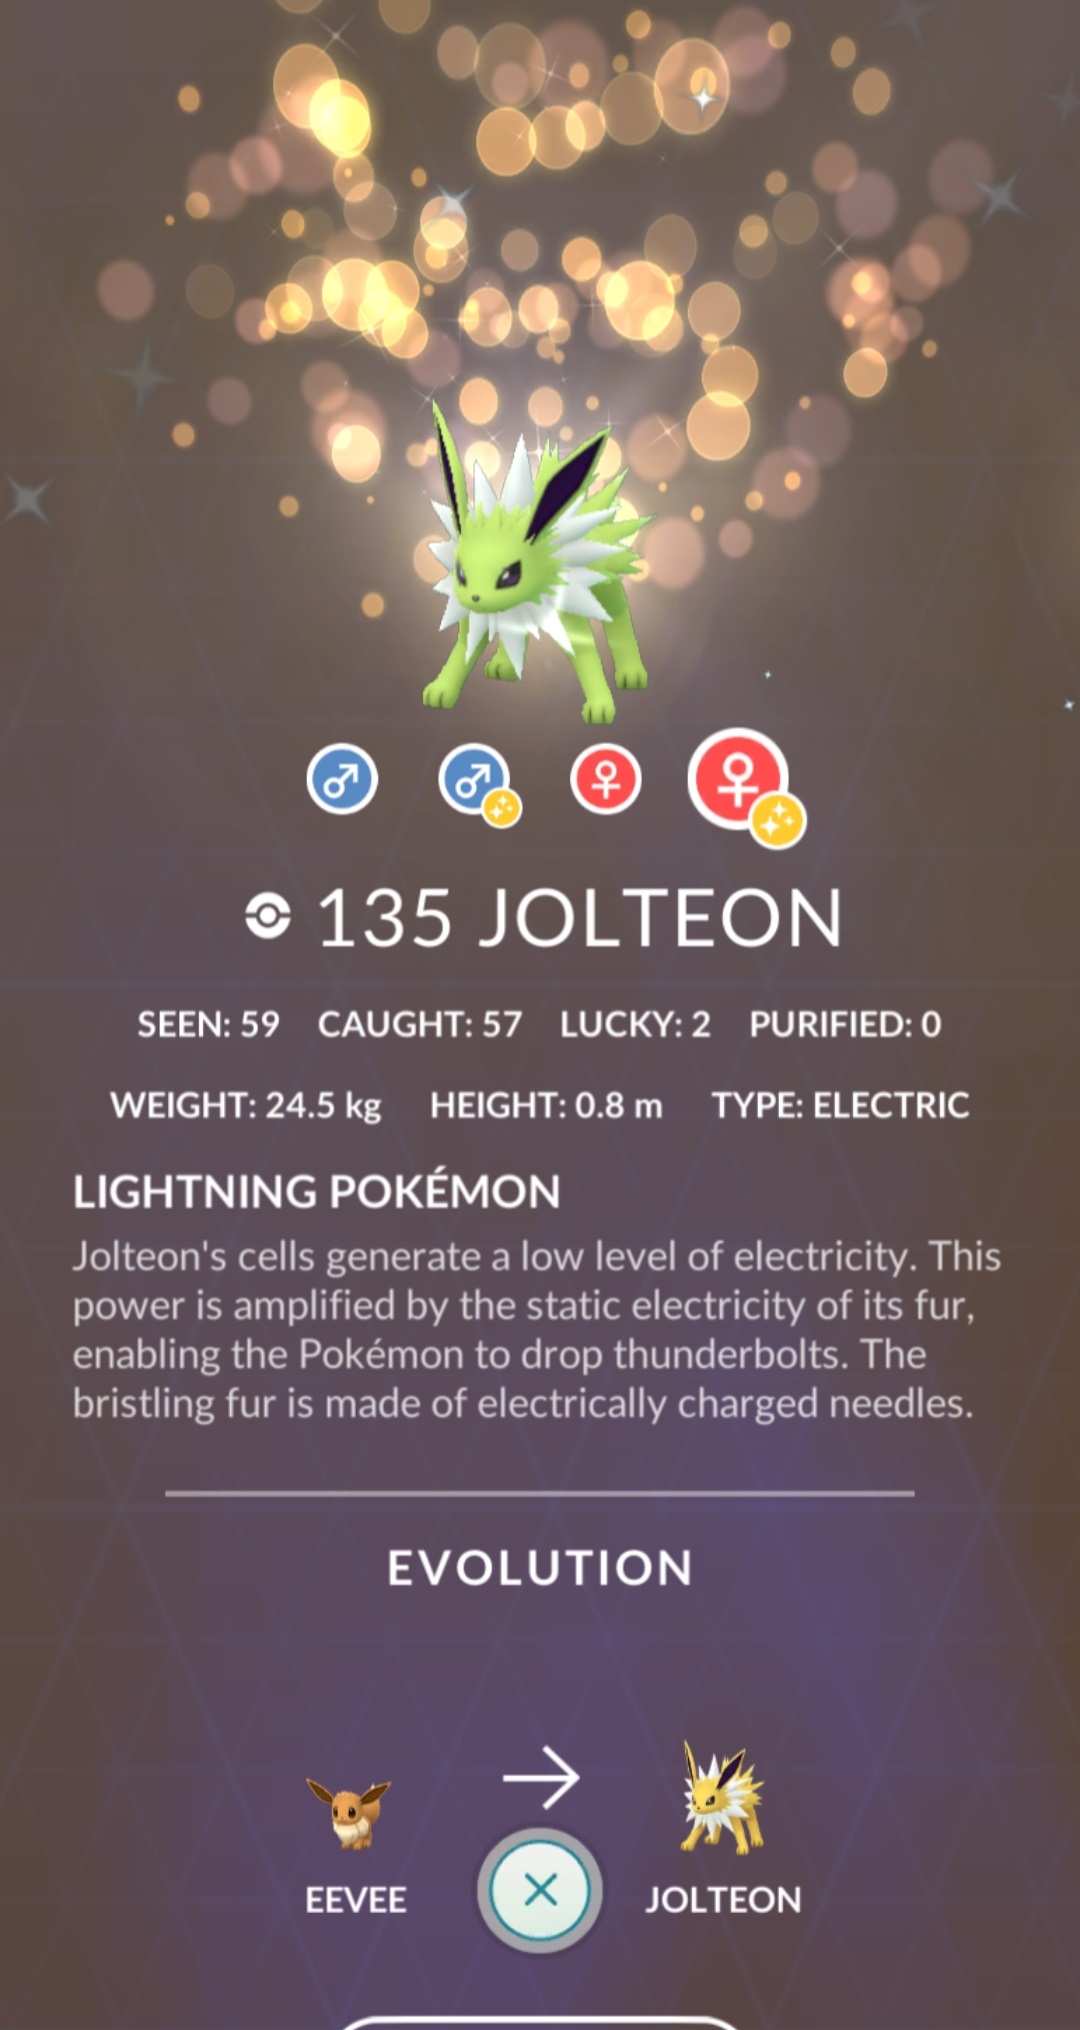 135 JOLTEON
SEEN: 59 CAUGHT: 57 LUCKY: 2 PURIFIED: 0
WEIGHT: 24.5 kg HEIGHT: 0.8 m TYPE: ELECTRIC
LIGHTNING POKÉMON
Jolteon's cells generate a low level of electricity. This
power is amplified by the static electricity of its fur,
enabling the Pokémon to drop thunderbolts. The
bristling fur is made of electrically charged needles.
EVOLUTION
EEVEE JOLTEON